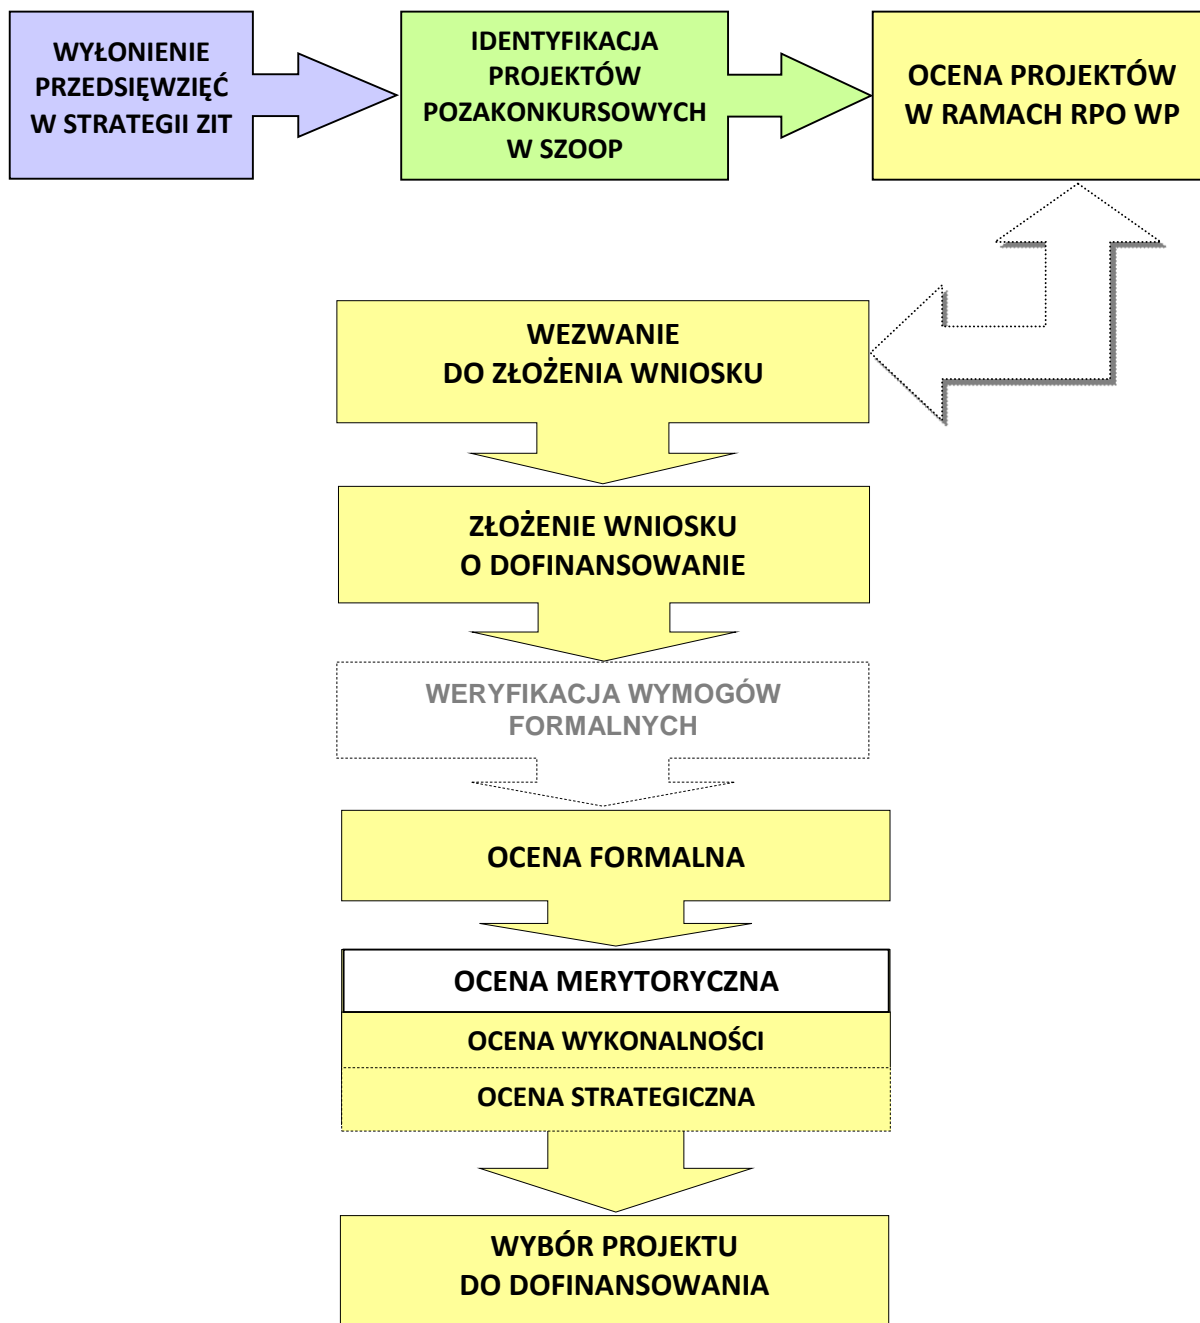 WYŁONIENIE
PRZEDSIĘWZIĘĆ
W STRATEGII ZIT
IDENTYFIKACJA
PROJEKTÓW
POZAKONKURSOWYCH
W SZOOP
OCENA PROJEKTÓW
W RAMACH RPO WP
WEZWANIE
DO ZŁOŻENIA WNIOSKU
ZŁOŻENIE WNIOSKU
O DOFINANSOWANIE
WERYFIKACJA WYMOGÓW
FORMALNYCH
OCENA FORMALNA
OCENA MERYTORYCZNA
OCENA WYKONALNOŚCI
OCENA STRATEGICZNA
WYBÓR PROJEKTU
DO DOFINANSOWANIA